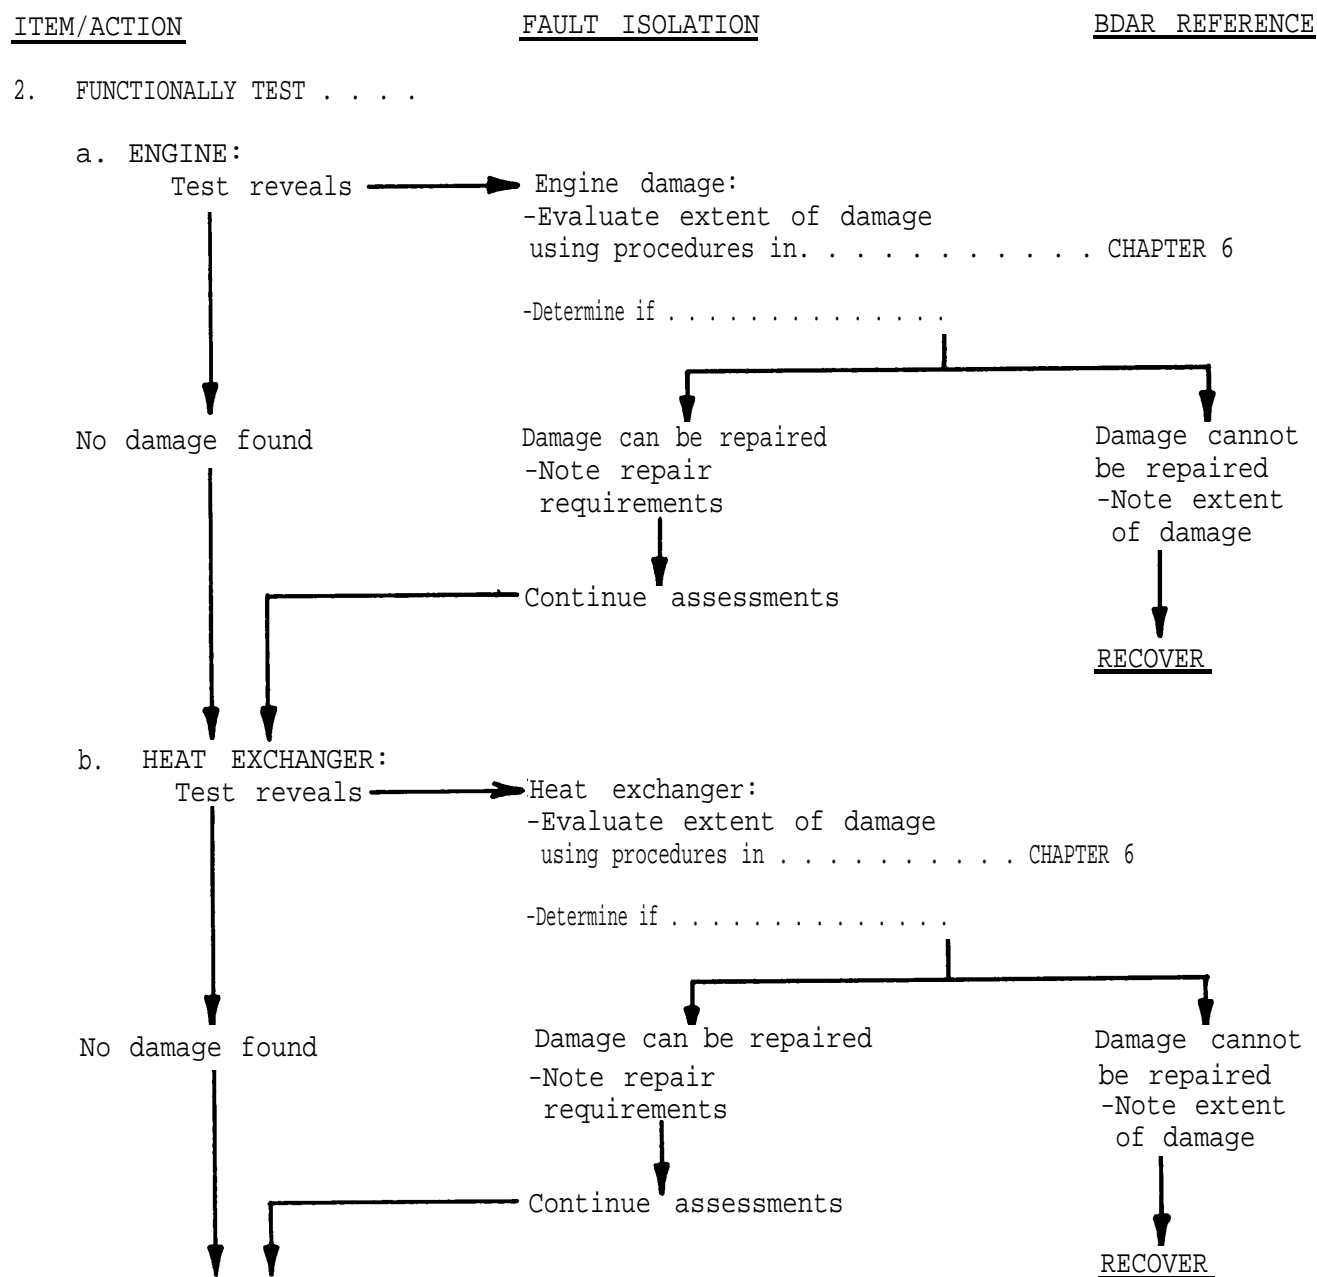 ITEM/ACTION FAULT ISOLATION BDAR REFERENCE
2. FUNCTIONALLY TEST . . . .
a. ENGINE:
Test reveals
Engine damage:
-Evaluate extent of damage
using procedures in. . . . . . . . . . . CHAPTER 6
-Determine if . . . . . . . . . . . . . .
No damage found
Damage can be repaired
-Note repair
requirements
Damage cannot
be repaired
-Note extent
of damage
Continue assessments
RECOVER
b. HEAT EXCHANGER:
Test reveals
Heat exchanger:
-Evaluate extent of damage
using procedures in . . . . . . . . . . CHAPTER 6
-Determine if . . . . . . . . . . . . . .
No damage found
Damage can be repaired
-Note repair
requirements
Damage cannot
be repaired
-Note extent
of damage
Continue assessments
RECOVER